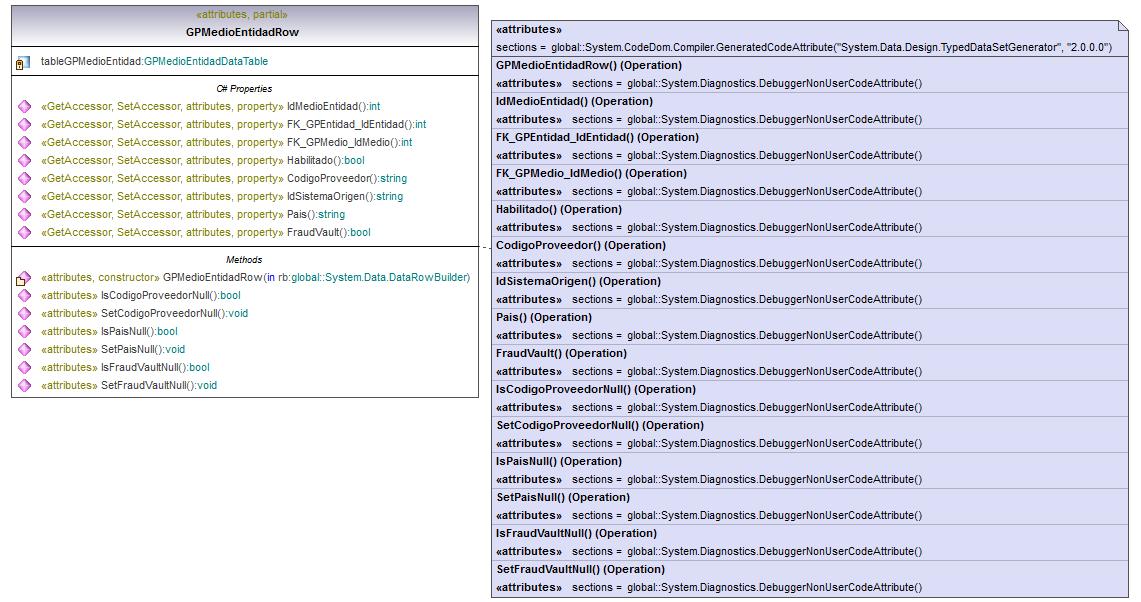 «attributes, partial»
GPMedioEntidadRow
tableGPMedioEntidad:GPMedioEntidadDataTable
C# Properties
«GetAccessor, SetAccessor, attributes, property» IdMedioEntidad():int
«GetAccessor, SetAccessor, attributes, property» FK_GPEntidad_IdEntidad():int
«GetAccessor, SetAccessor, attributes, property» FK_GPMedio_IdMedio():int
«GetAccessor, SetAccessor, attributes, property» Habilitado():bool
«GetAccessor, SetAccessor, attributes, property» CodigoProveedor():string
«GetAccessor, SetAccessor, attributes, property» IdSistemaOrigen():string
«GetAccessor, SetAccessor, attributes, property» Pais():string
«GetAccessor, SetAccessor, attributes, property» FraudVault():bool
Methods
«attributes, constructor» GPMedioEntidadRow(in rb:global::System.Data.DataRowBuilder)
«attributes» IsCodigoProveedorNull():bool
«attributes» SetCodigoProveedorNull():void
«attributes» IsPaisNull():bool
«attributes» SetPaisNull():void
«attributes» IsFraudVaultNull():bool
«attributes» SetFraudVaultNull():void
«attributes»
sections = global::System.CodeDom.Compiler.GeneratedCodeAttribute("System.Data.Design.TypedDataSetGenerator", "2.0.0.0")
GPMedioEntidadRow() (Operation)
«attributes» sections = global::System.Diagnostics.DebuggerNonUserCodeAttribute()
IdMedioEntidad() (Operation)
«attributes» sections = global::System.Diagnostics.DebuggerNonUserCodeAttribute()
FK_GPEntidad_IdEntidad() (Operation)
«attributes» sections = global::System.Diagnostics.DebuggerNonUserCodeAttribute()
FK_GPMedio_IdMedio() (Operation)
«attributes» sections = global::System.Diagnostics.DebuggerNonUserCodeAttribute()
Habilitado() (Operation)
«attributes» sections = global::System.Diagnostics.DebuggerNonUserCodeAttribute()
CodigoProveedor() (Operation)
«attributes» sections = global::System.Diagnostics.DebuggerNonUserCodeAttribute()
IdSistemaOrigen() (Operation)
«attributes» sections = global::System.Diagnostics.DebuggerNonUserCodeAttribute()
Pais() (Operation)
«attributes» sections = global::System.Diagnostics.DebuggerNonUserCodeAttribute()
FraudVault() (Operation)
«attributes» sections = global::System.Diagnostics.DebuggerNonUserCodeAttribute()
IsCodigoProveedorNull() (Operation)
«attributes» sections = global::System.Diagnostics.DebuggerNonUserCodeAttribute()
SetCodigoProveedorNull() (Operation)
«attributes» sections = global::System.Diagnostics.DebuggerNonUserCodeAttribute()
IsPaisNull() (Operation)
«attributes» sections = global::System.Diagnostics.DebuggerNonUserCodeAttribute()
SetPaisNull() (Operation)
«attributes» sections = global::System.Diagnostics.DebuggerNonUserCodeAttribute()
IsFraudVaultNull() (Operation)
«attributes» sections = global::System.Diagnostics.DebuggerNonUserCodeAttribute()
SetFraudVaultNull() (Operation)
«attributes» sections = global::System.Diagnostics.DebuggerNonUserCodeAttribute()